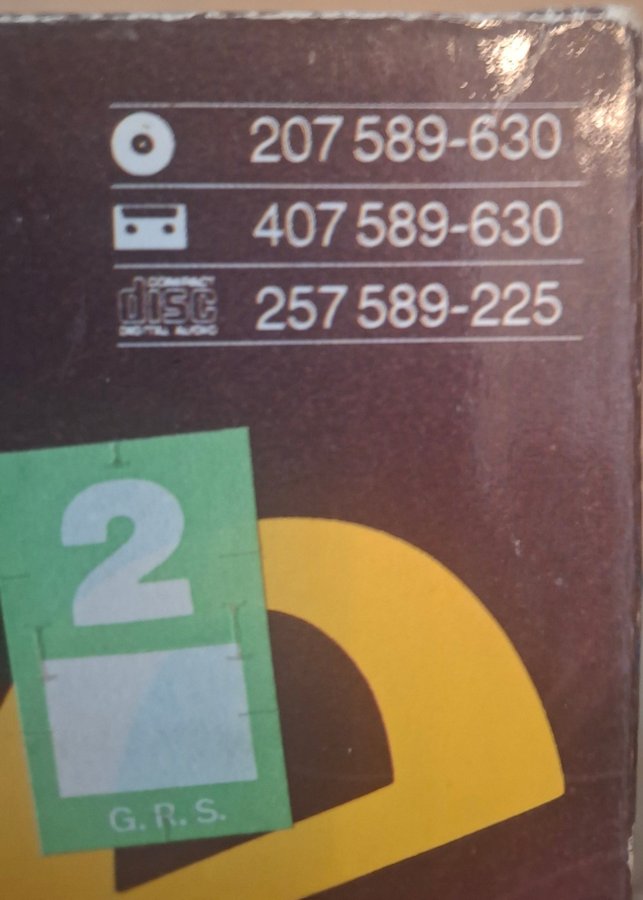 207 589-630
407 589-630
COMPACT
disc
DIGITAL AUDIO
257 589-225
2
G.R.S.